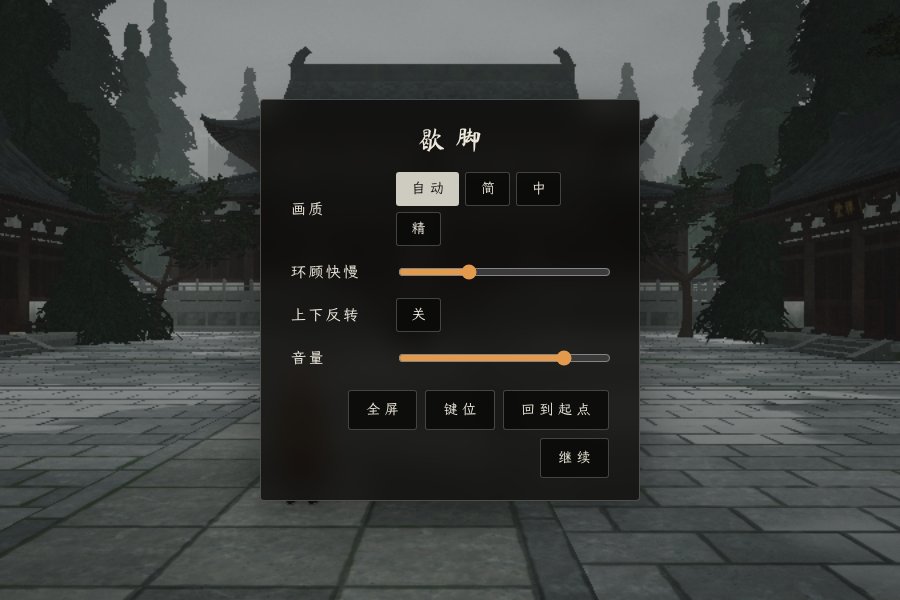 歇脚
画质
自动 简 中
精
环顾快慢
上下反转 关
音量
全屏 键位 回到起点
继续